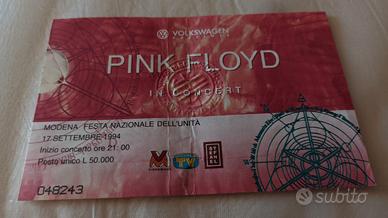 VOLKSWAGEN
PINK FLOYD
IN CONCERT
MODENA FESTA NAZIONALE DELL'UNITÀ
17 SETTEMBRE 1994
Inizio concerto ore 21:00
Posto unico L. 50.000
TV
048243
subito